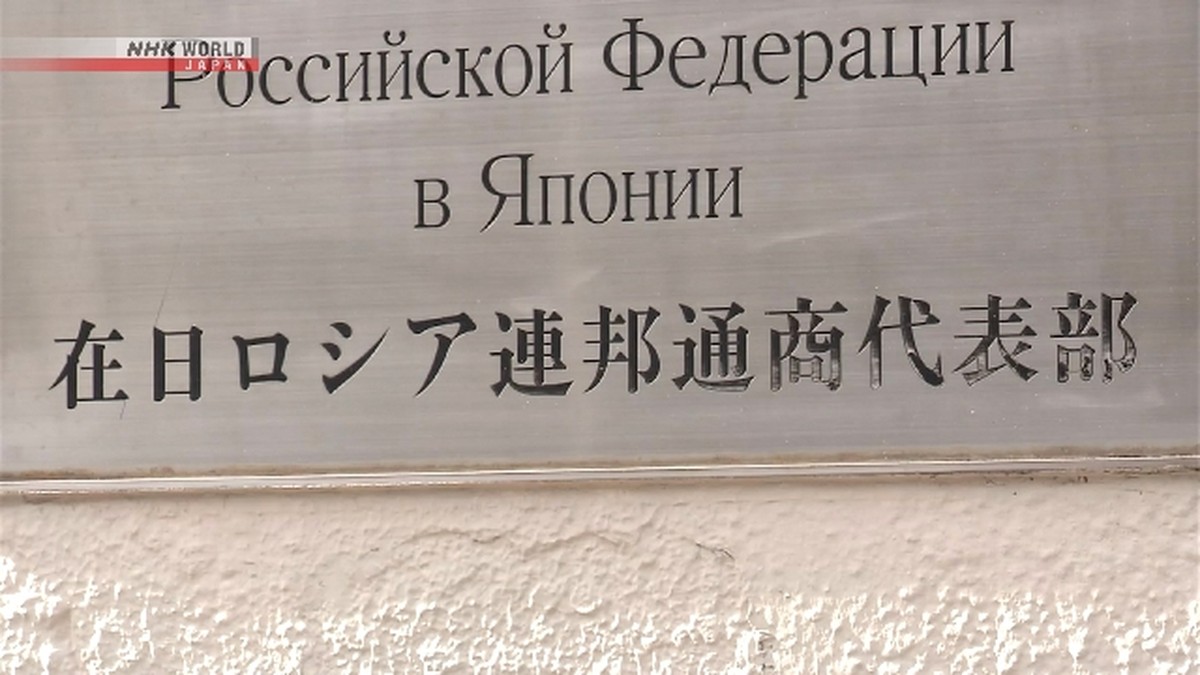 NHK WORLD
JAPAN
Российской Федерации
в Японии
在日ロシア連邦通商代表部